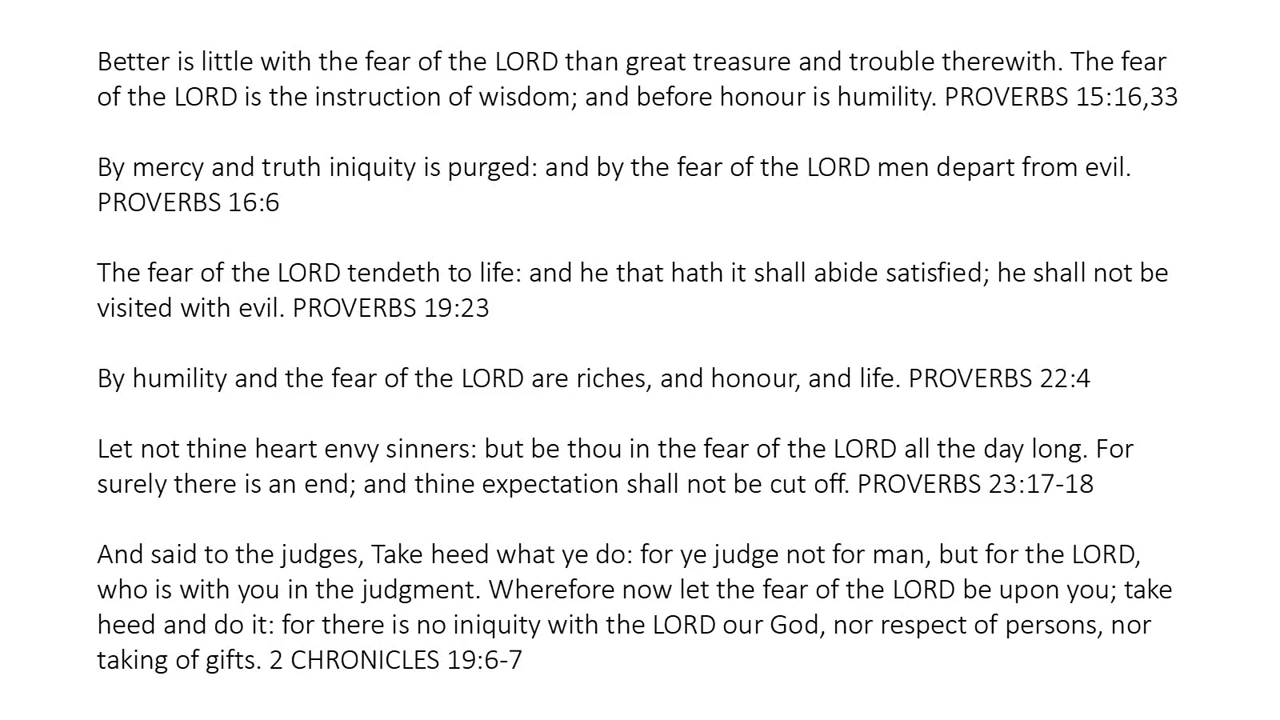 Better is little with the fear of the LORD than great treasure and trouble therewith. The fear
of the LORD is the instruction of wisdom; and before honour is humility. PROVERBS 15:16,33
By mercy and truth iniquity is purged: and by the fear of the LORD men depart from evil.
PROVERBS 16:6
The fear of the LORD tendeth to life: and he that hath it shall abide satisfied; he shall not be
visited with evil. PROVERBS 19:23
By humility and the fear of the LORD are riches, and honour, and life. PROVERBS 22:4
Let not thine heart envy sinners: but be thou in the fear of the LORD all the day long. For
surely there is an end; and thine expectation shall not be cut off. PROVERBS 23:17-18
And said to the judges, Take heed what ye do: for ye judge not for man, but for the LORD,
who is with you in the judgment. Wherefore now let the fear of the LORD be upon you; take
heed and do it: for there is no iniquity with the LORD our God, nor respect of persons, nor
taking of gifts. 2 CHRONICLES 19:6-7